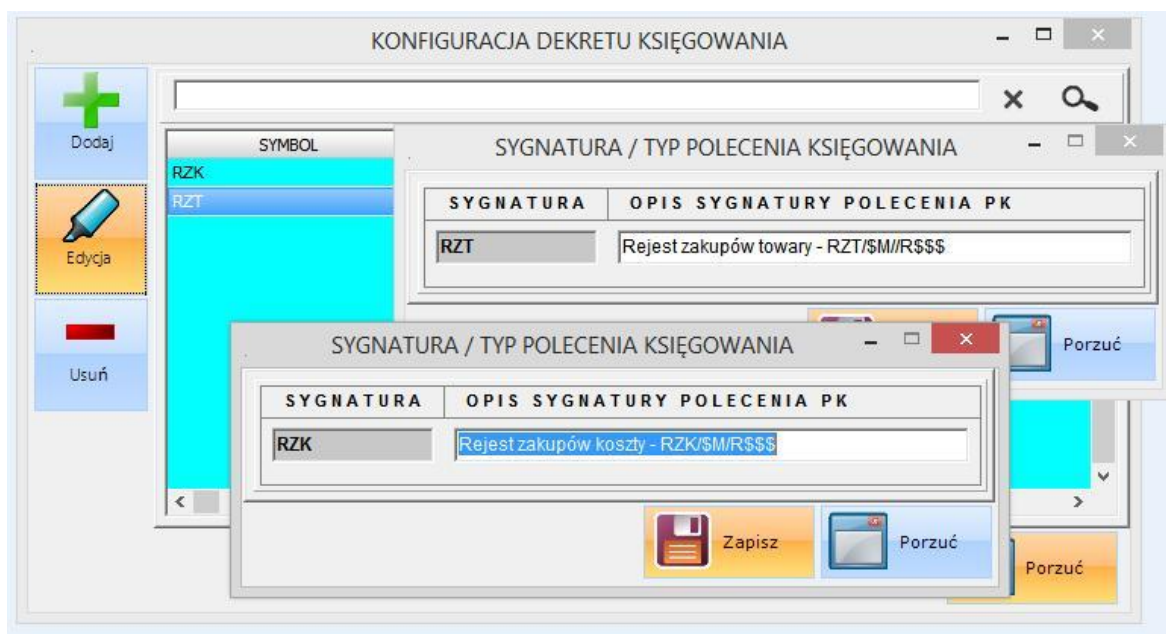 KONFIGURACJA DEKRETU KSIĘGOWANIA
Dodaj
SYMBOL
RZK
RZT
Edycja
Usuń
SYGNATURA / TYP POLECENIA KSIĘGOWANIA
SYGNATURA OPIS SYGNATURY POLECENIA PK
RZT Rejest zakupów towary - RZT/$M//R$$$
Porzuć
SYGNATURA / TYP POLECENIA KSIĘGOWANIA
SYGNATURA OPIS SYGNATURY POLECENIA PK
RZK Rejest zakupów koszty - RZK/$M/R$$$
Zapisz Porzuć
Porzuć